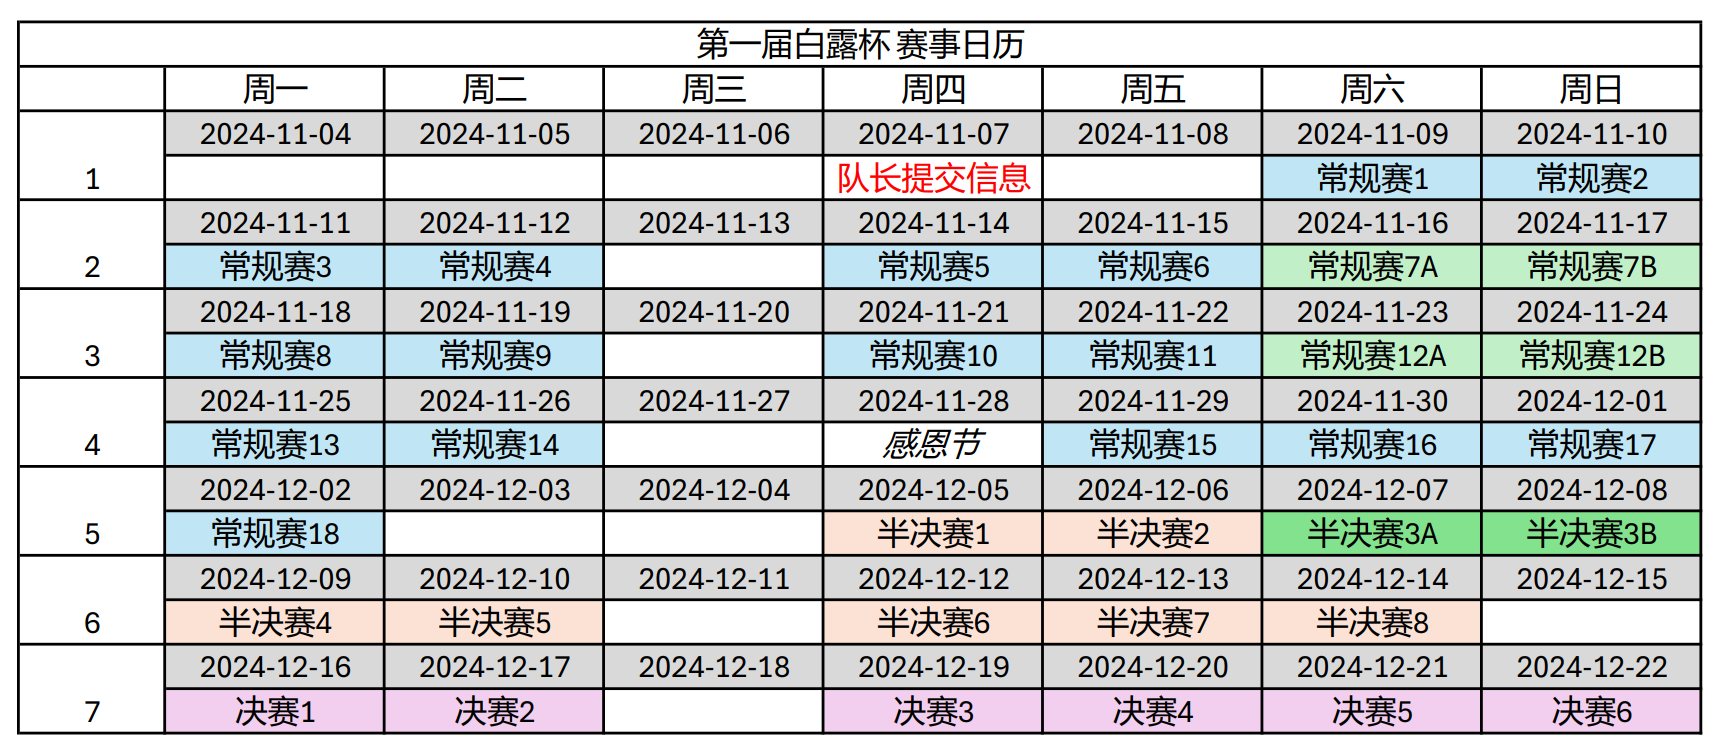 第一届白露杯 赛事日历
周一 周二 周三 周四 周五 周六 周日
2024-11-04 2024-11-05 2024-11-06 2024-11-07 2024-11-08 2024-11-09 2024-11-10
1 队长提交信息 常规赛1 常规赛2
2024-11-11 2024-11-12 2024-11-13 2024-11-14 2024-11-15 2024-11-16 2024-11-17
2 常规赛3 常规赛4 常规赛5 常规赛6 常规赛7A 常规赛7B
2024-11-18 2024-11-19 2024-11-20 2024-11-21 2024-11-22 2024-11-23 2024-11-24
3 常规赛8 常规赛9 常规赛10 常规赛11 常规赛12A 常规赛12B
2024-11-25 2024-11-26 2024-11-27 2024-11-28 2024-11-29 2024-11-30 2024-12-01
4 常规赛13 常规赛14 感恩节 常规赛15 常规赛16 常规赛17
2024-12-02 2024-12-03 2024-12-04 2024-12-05 2024-12-06 2024-12-07 2024-12-08
5 常规赛18 半决赛1 半决赛2 半决赛3A 半决赛3B
2024-12-09 2024-12-10 2024-12-11 2024-12-12 2024-12-13 2024-12-14 2024-12-15
6 半决赛4 半决赛5 半决赛6 半决赛7 半决赛8
2024-12-16 2024-12-17 2024-12-18 2024-12-19 2024-12-20 2024-12-21 2024-12-22
7 决赛1 决赛2 决赛3 决赛4 决赛5 决赛6